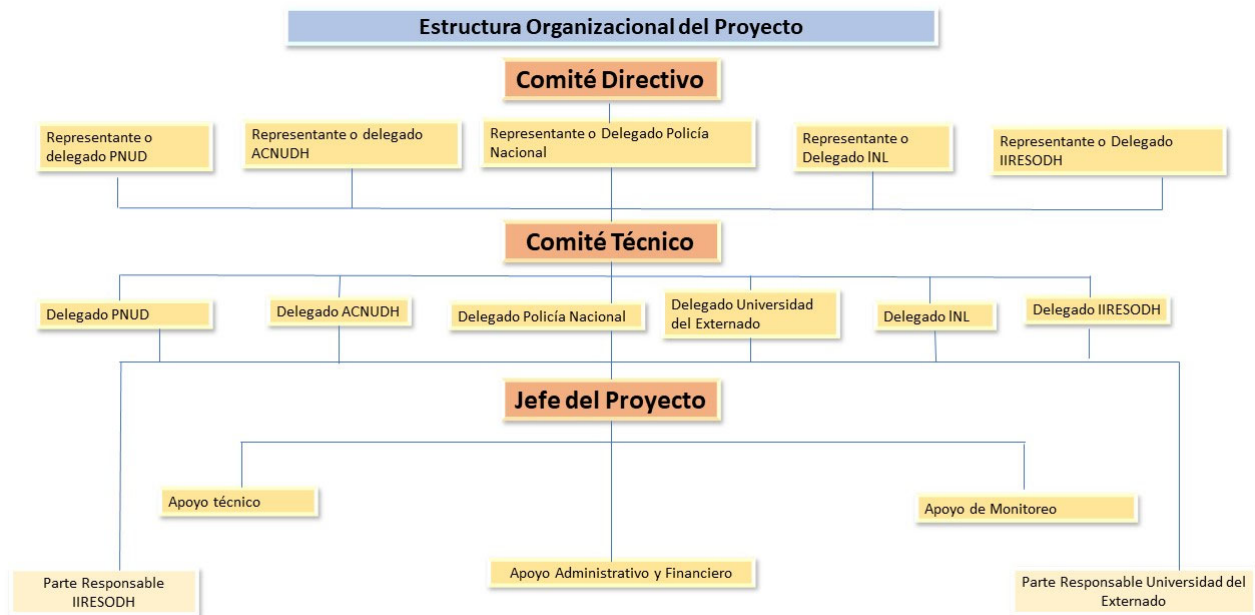 Estructura Organizacional del Proyecto
Comité Directivo
Representante o
delegado PNUD
Representante o delegado
ACNUDH
Representante o Delegado Policía
Nacional
Representante o
Delegado INL
Representante o Delegado
IIRESODH
Comité Técnico
Delegado PNUD
Delegado ACNUDH
Delegado Policía Nacional
Delegado Universidad
del Externado
Delegado INL
Delegado IIRESODH
Jefe del Proyecto
Apoyo técnico
Apoyo de Monitoreo
Apoyo Administrativo y Financiero
Parte Responsable
IIRESODH
Parte Responsable Universidad del
Externado